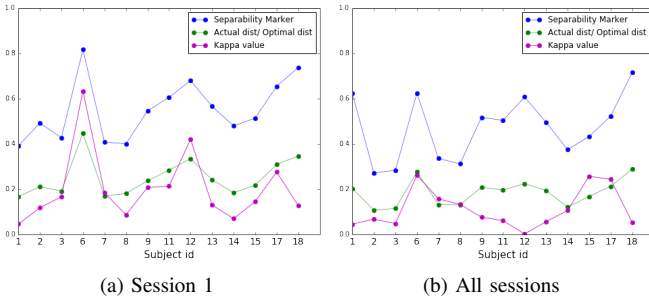 1.0
0.8
0.6
0.4
0.2
0.0
Separability Marker
Actual dist/ Optimal dist
Kappa value
1 2 3 6 7 8 9 11 12 13 14 15 17 18
Subject id
(a) Session 1
1.0
0.8
0.6
0.4
0.2
0.0
Separability Marker
Actual dist/ Optimal dist
Kappa value
1 2 3 6 7 8 9 11 12 13 14 15 17 18
Subject id
(b) All sessions